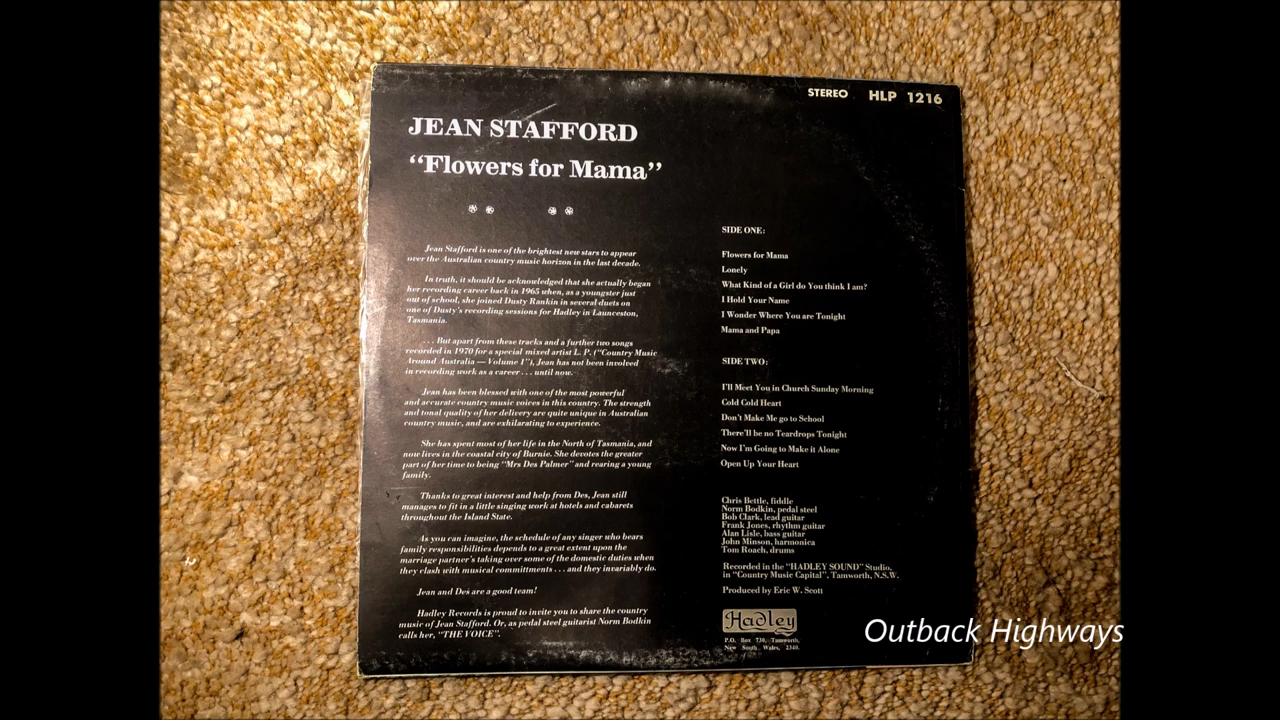 STEREO HLP 1216
JEAN STAFFORD
“Flowers for Mama”
Jean Stafford is one of the brightest new stars to appear
over the Australian country music horizon in the last decade.
In truth, it should be acknowledged that she actually began
her recording career back in 1965 when, as a youngster just
out of school, she joined Dusty Rankin in several duets on
one of Dusty's recording sessions for Hadley in Launceston,
Tasmania.
. . . But apart from these tracks and a further two songs
recorded in 1970 for a special mixed artist L. P. (“Country Music
Around Australia — Volume 1”), Jean has not been involved
in recording work as a career . . . until now.
Jean has been blessed with one of the most powerful
and accurate country music voices in this country. The strength
and tonal quality of her delivery are quite unique in Australian
country music, and are exhilarating to experience.
She has spent most of her life in the North of Tasmania, and
now lives in the coastal city of Burnie. She devotes the greater
part of her time to being “Mrs Des Palmer” and rearing a young
family.
Thanks to great interest and help from Des, Jean still
manages to fit in a little singing work at hotels and cabarets
throughout the Island State.
As you can imagine, the schedule of any singer who bears
family responsibilities depends to a great extent upon the
marriage partner's taking over some of the domestic duties when
they clash with musical committments . . . and they invariably do.
Jean and Des are a good team!
Hadley Records is proud to invite you to share the country
music of Jean Stafford. Or, as pedal steel guitarist Norm Bodkin
calls her, “THE VOICE”.
SIDE ONE:
Flowers for Mama
Lonely
What Kind of a Girl do You think I am?
I Hold Your Name
I Wonder Where You are Tonight
Mama and Papa
SIDE TWO:
I'll Meet You in Church Sunday Morning
Cold Cold Heart
Don't Make Me go to School
There'll be no Teardrops Tonight
Now I'm Going to Make it Alone
Open Up Your Heart
Chris Bettle, fiddle
Norm Bodkin, pedal steel
Bob Clark, lead guitar
Frank Jones, rhythm guitar
Alan Lisle, bass guitar
John Minson, harmonica
Tom Roach, drums
Recorded in the “HADLEY SOUND” Studio,
in “Country Music Capital”, Tamworth, N.S.W.
Produced by Eric W. Scott
Hadley
P.O. Box 730, Tamworth,
New South Wales, 2340.
Outback Highways